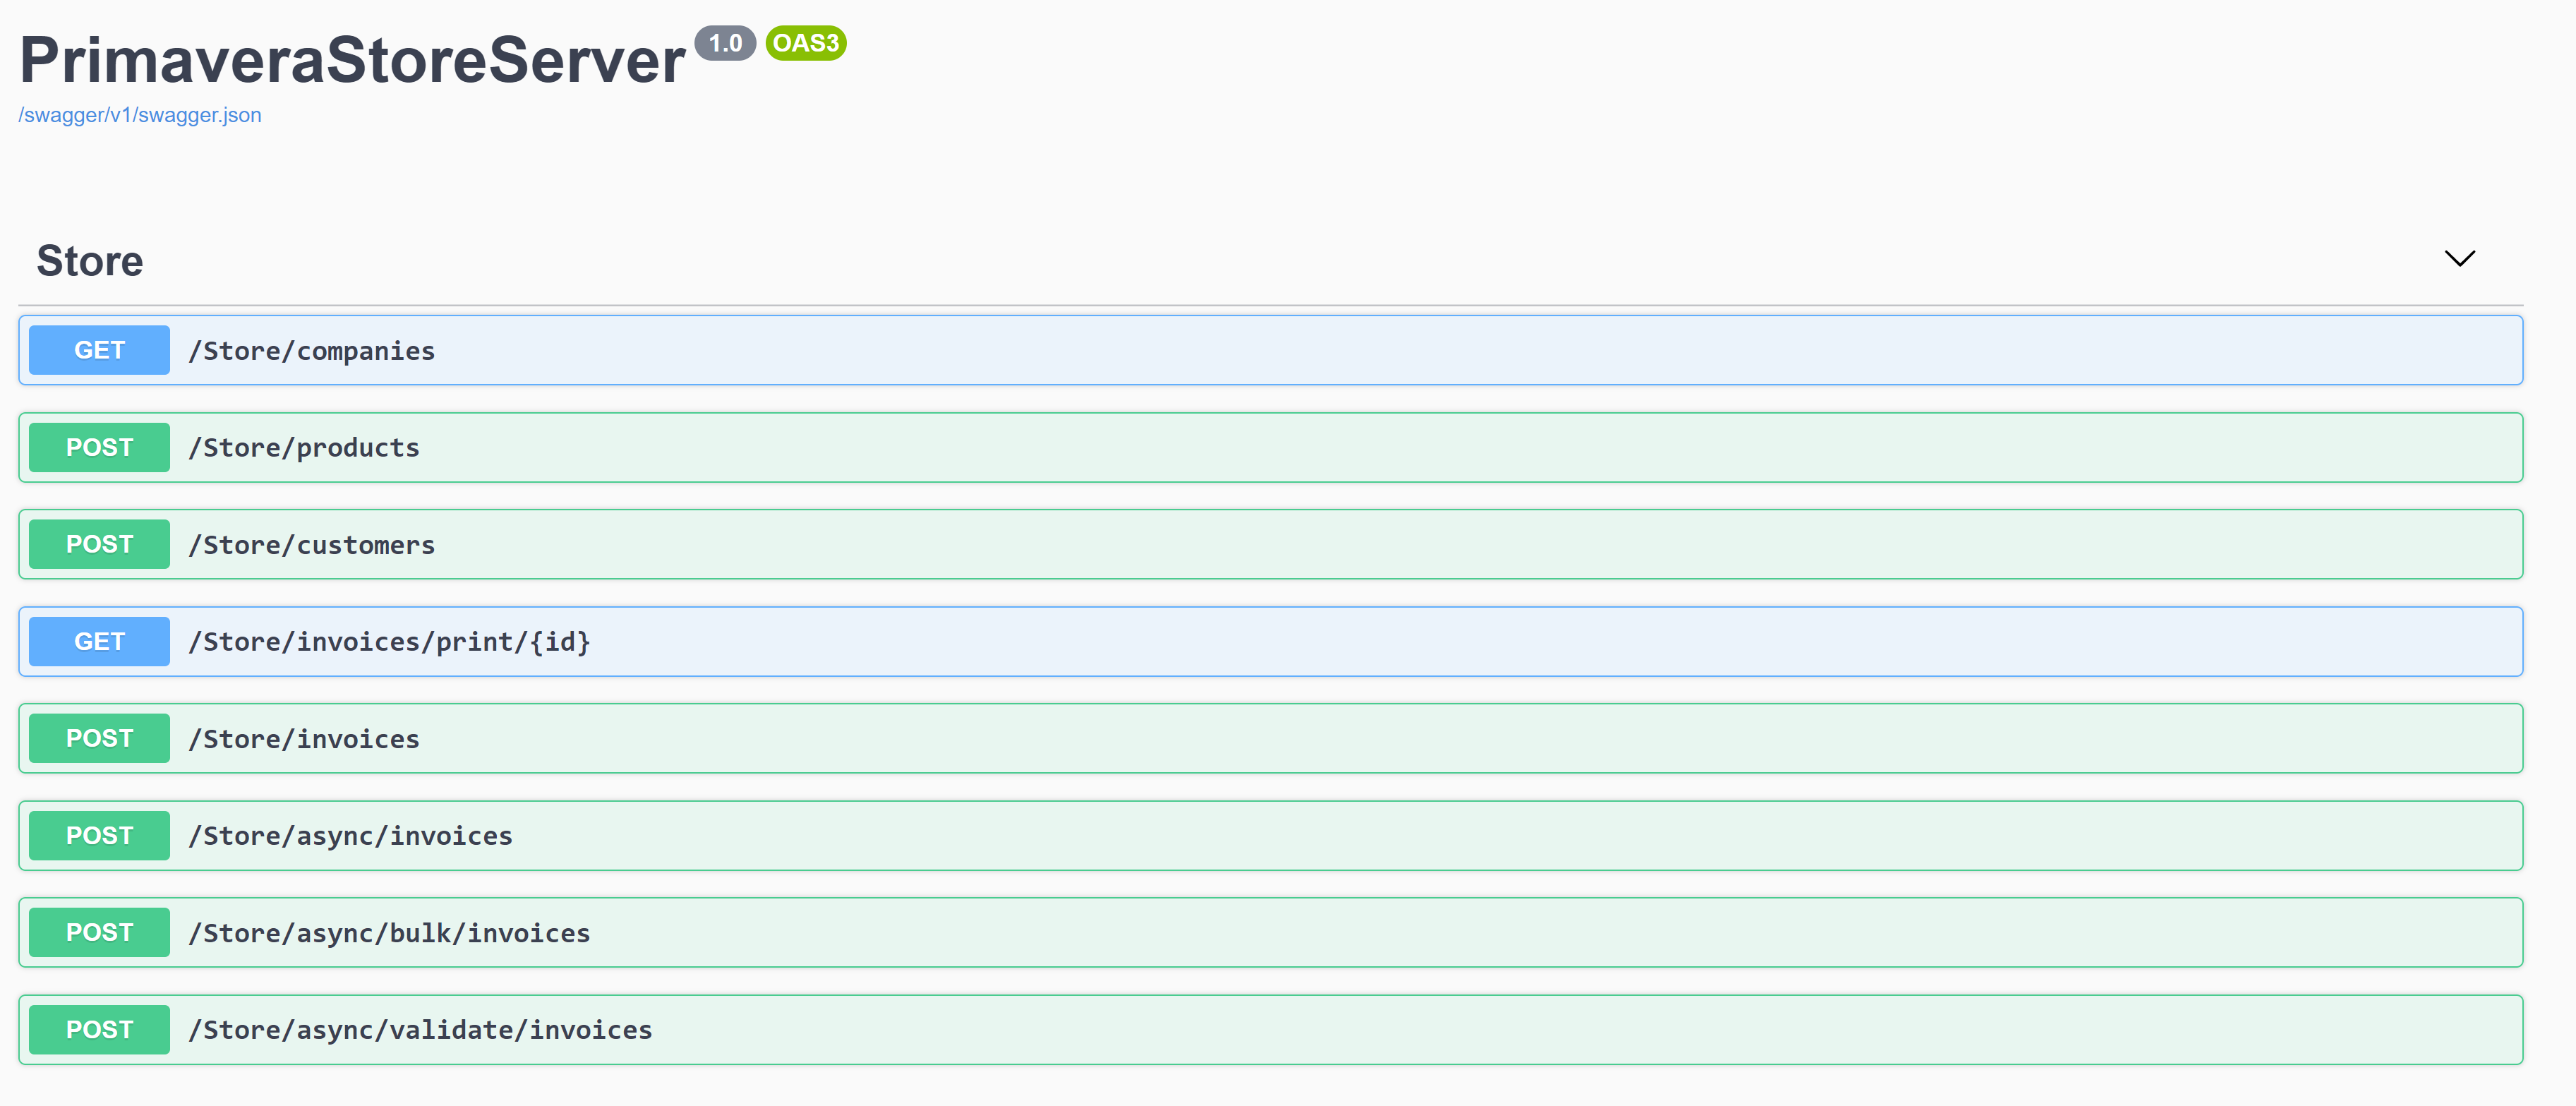 PrimaveraStoreServer 1.0 OAS3
/swagger/v1/swagger.json
Store
GET /Store/companies
POST /Store/products
POST /Store/customers
GET /Store/invoices/print/{id}
POST /Store/invoices
POST /Store/async/invoices
POST /Store/async/bulk/invoices
POST /Store/async/validate/invoices